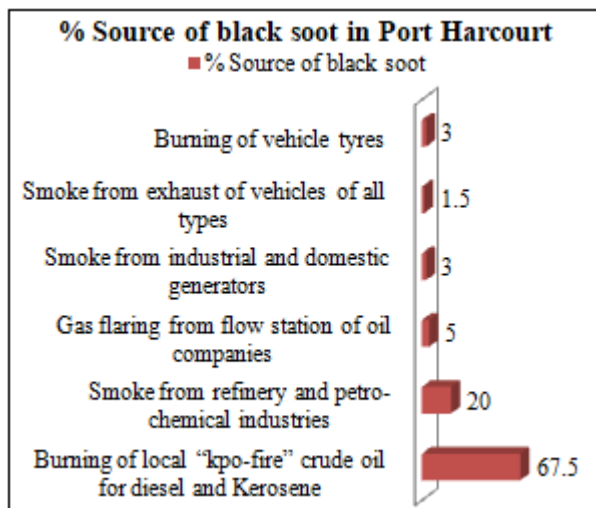 % Source of black soot in Port Harcourt
% Source of black soot
Burning of vehicle tyres
3
Smoke from exhaust of vehicles of all
types
1.5
Smoke from industrial and domestic
generators
3
Gas flaring from flow station of oil
companies
5
Smoke from refinery and petro-
chemical industries
20
Burning of local “kpo-fire” crude oil
for diesel and Kerosene
67.5